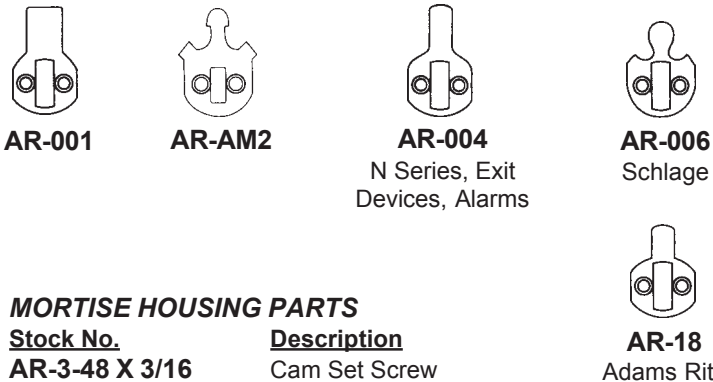 AR-001
AR-AM2
AR-004
N Series, Exit
Devices, Alarms
AR-006
Schlage
MORTISE HOUSING PARTS
Stock No. Description
AR-3-48 X 3/16 Cam Set Screw
AR-18
Adams Rit